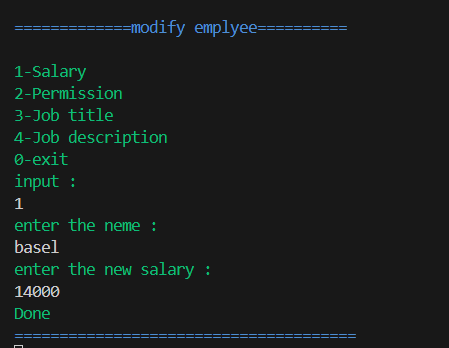 =============modify emplyee==========
1-Salary
2-Permission
3-Job title
4-Job description
0-exit
input :
1
enter the neme :
basel
enter the new salary :
14000
Done
======================================